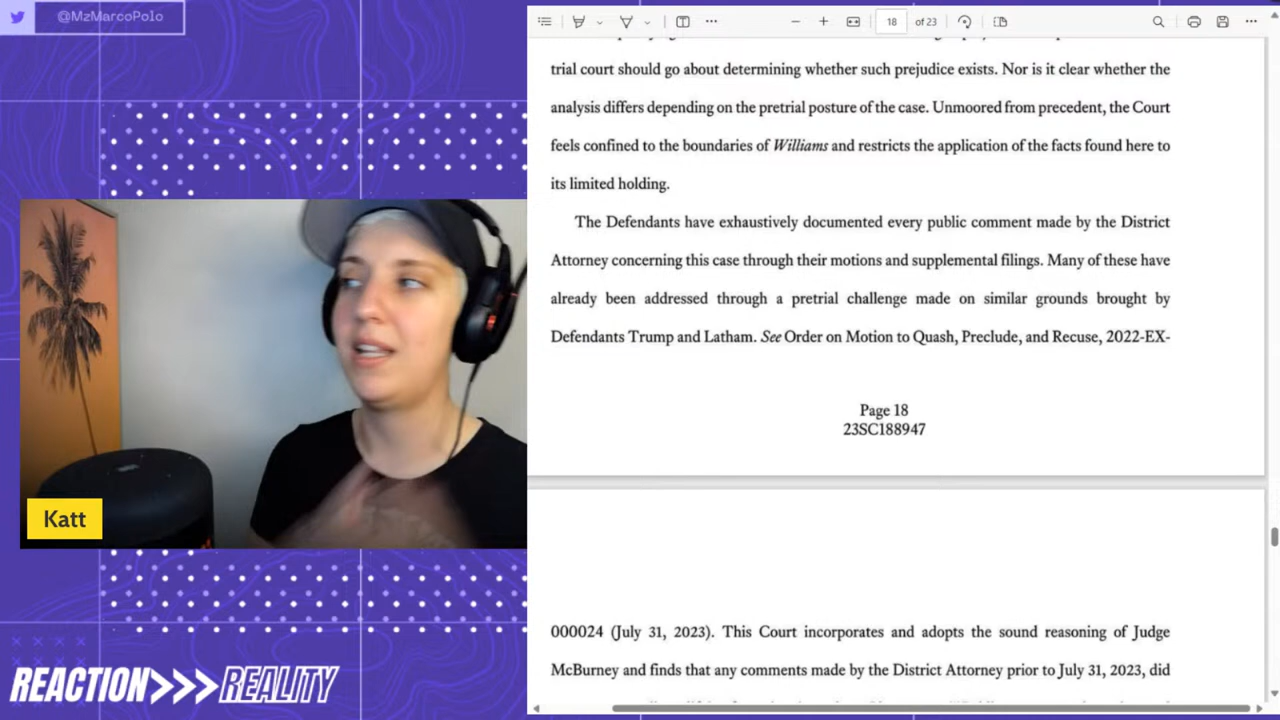 @MzMarcoPolo
18 of 23
trial court should go about determining whether such prejudice exists. Nor is it clear whether the
analysis differs depending on the pretrial posture of the case. Unmoored from precedent, the Court
feels confined to the boundaries of Williams and restricts the application of the facts found here to
its limited holding.
The Defendants have exhaustively documented every public comment made by the District
Attorney concerning this case through their motions and supplemental filings. Many of these have
already been addressed through a pretrial challenge made on similar grounds brought by
Defendants Trump and Latham. See Order on Motion to Quash, Preclude, and Recuse, 2022-EX-
Page 18
23SC188947
000024 (July 31, 2023). This Court incorporates and adopts the sound reasoning of Judge
McBurney and finds that any comments made by the District Attorney prior to July 31, 2023, did
Katt
REACTION>>>REALITY